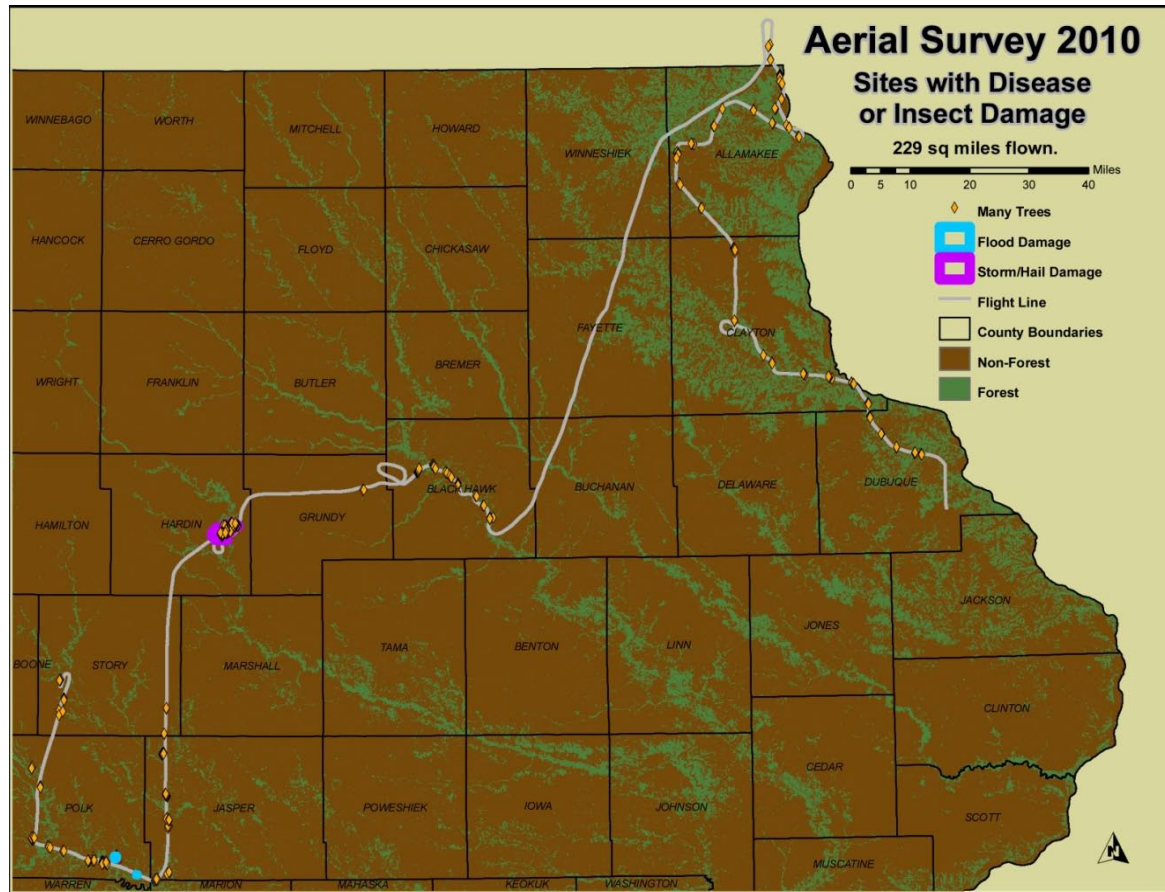 Aerial Survey 2010
Sites with Disease
or Insect Damage
229 sq miles flown.
Miles
0 5 10 20 30 40
Many Trees
Flood Damage
Storm/Hail Damage
Flight Line
County Boundaries
Non-Forest
Forest
WINNEBAGO
WORTH
MITCHELL
HOWARD
WINNESHIEK
ALLAMAKEE
HANCOCK
CERRO GORDO
FLOYD
CHICKASAW
FAYETTE
CLAYTON
WRIGHT
FRANKLIN
BUTLER
BREMER
HAMILTON
HARDIN
GRUNDY
BLACK HAWK
BUCHANAN
DELAWARE
DUBUQUE
BOONE
STORY
MARSHALL
TAMA
BENTON
LINN
JONES
JACKSON
CLINTON
POLK
JASPER
POWESHIEK
IOWA
JOHNSON
CEDAR
SCOTT
MUSCATINE
WARREN
MARION
MAHASKA
KEOKUK
WASHINGTON
N